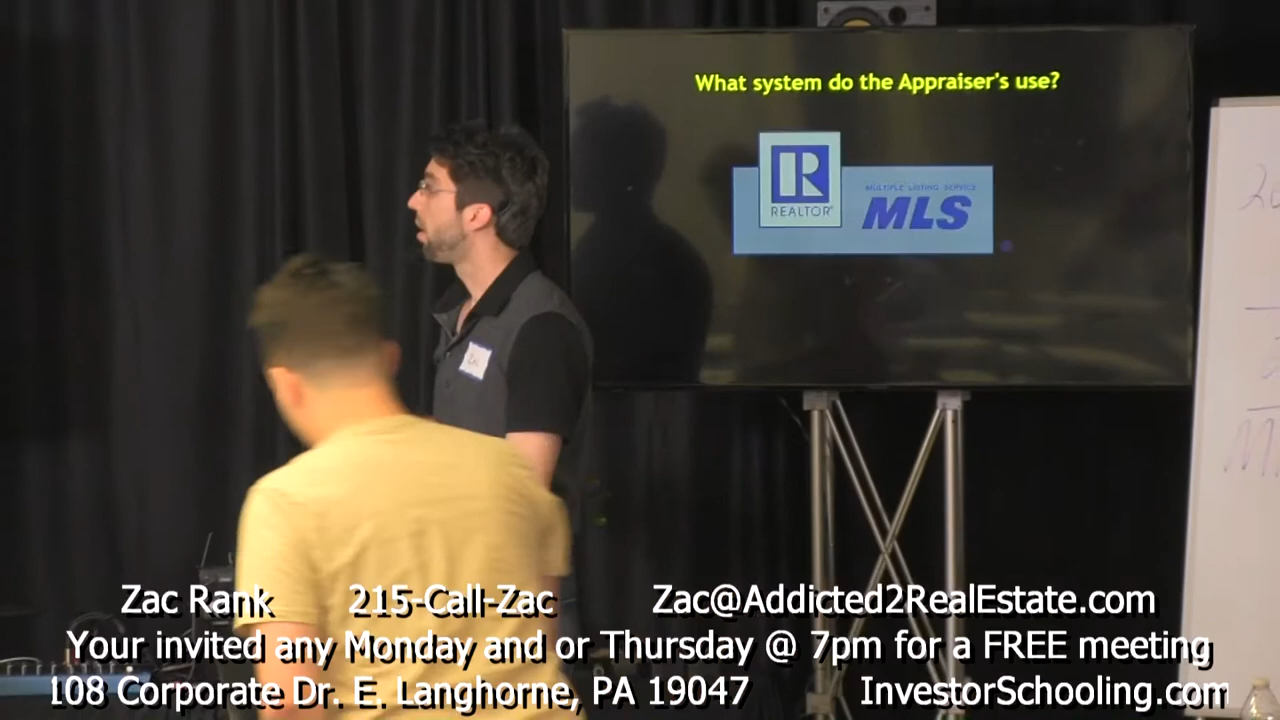 What system do the Appraiser's use?
REALTOR®
MULTIPLE LISTING SERVICE
MLS
Zac Rank 215-Call-Zac Zac@Addicted2RealEstate.com
Your invited any Monday and or Thursday @ 7pm for a FREE meeting
108 Corporate Dr. E. Langhorne, PA 19047 InvestorSchooling.com